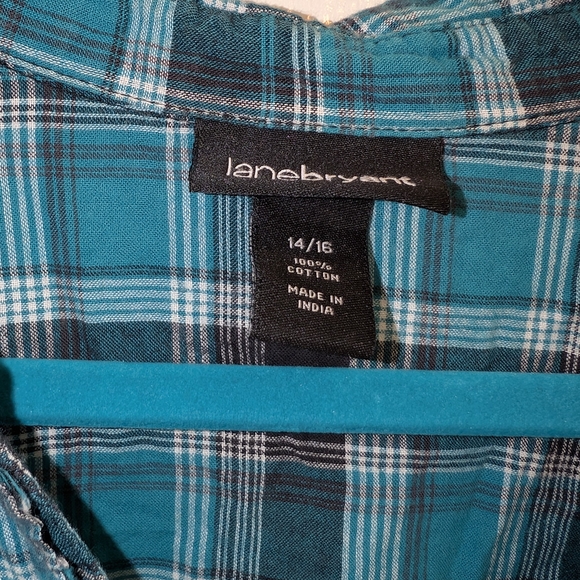 lanebryant
14/16
100%
COTTON
MADE IN
INDIA